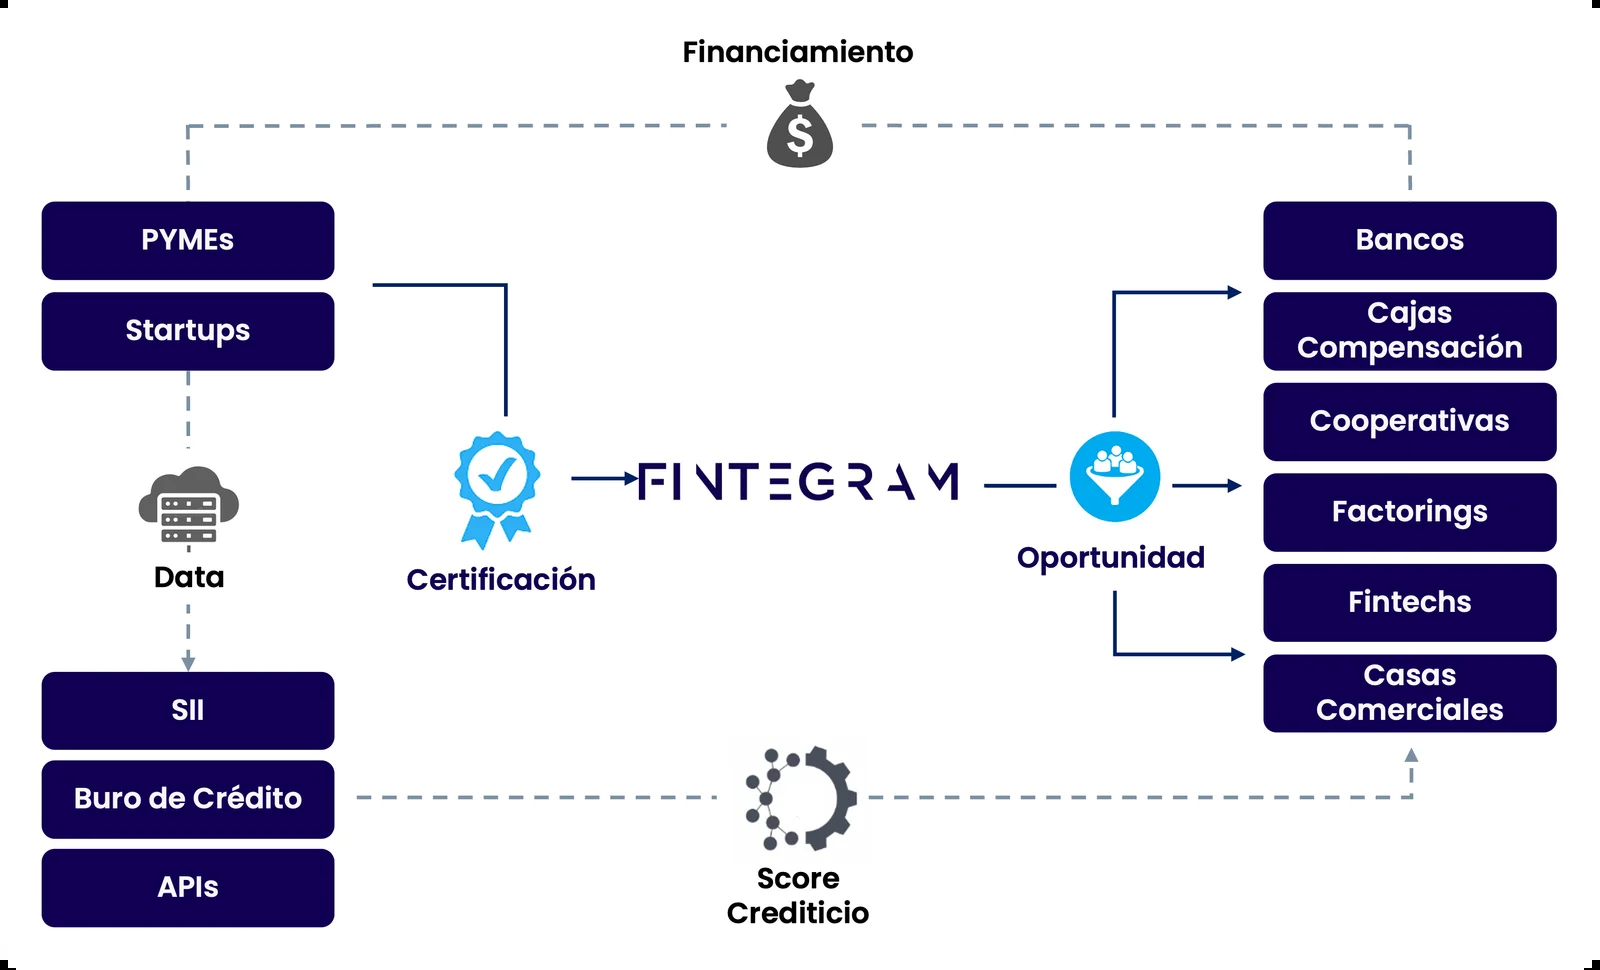 Financiamiento
$
PYMEs
Startups
Data
SII
Buro de Crédito
APIs
Certificación
FINTEGRAM
Oportunidad
Score
Crediticio
Bancos
Cajas
Compensación
Cooperativas
Factorings
Fintechs
Casas
Comerciales